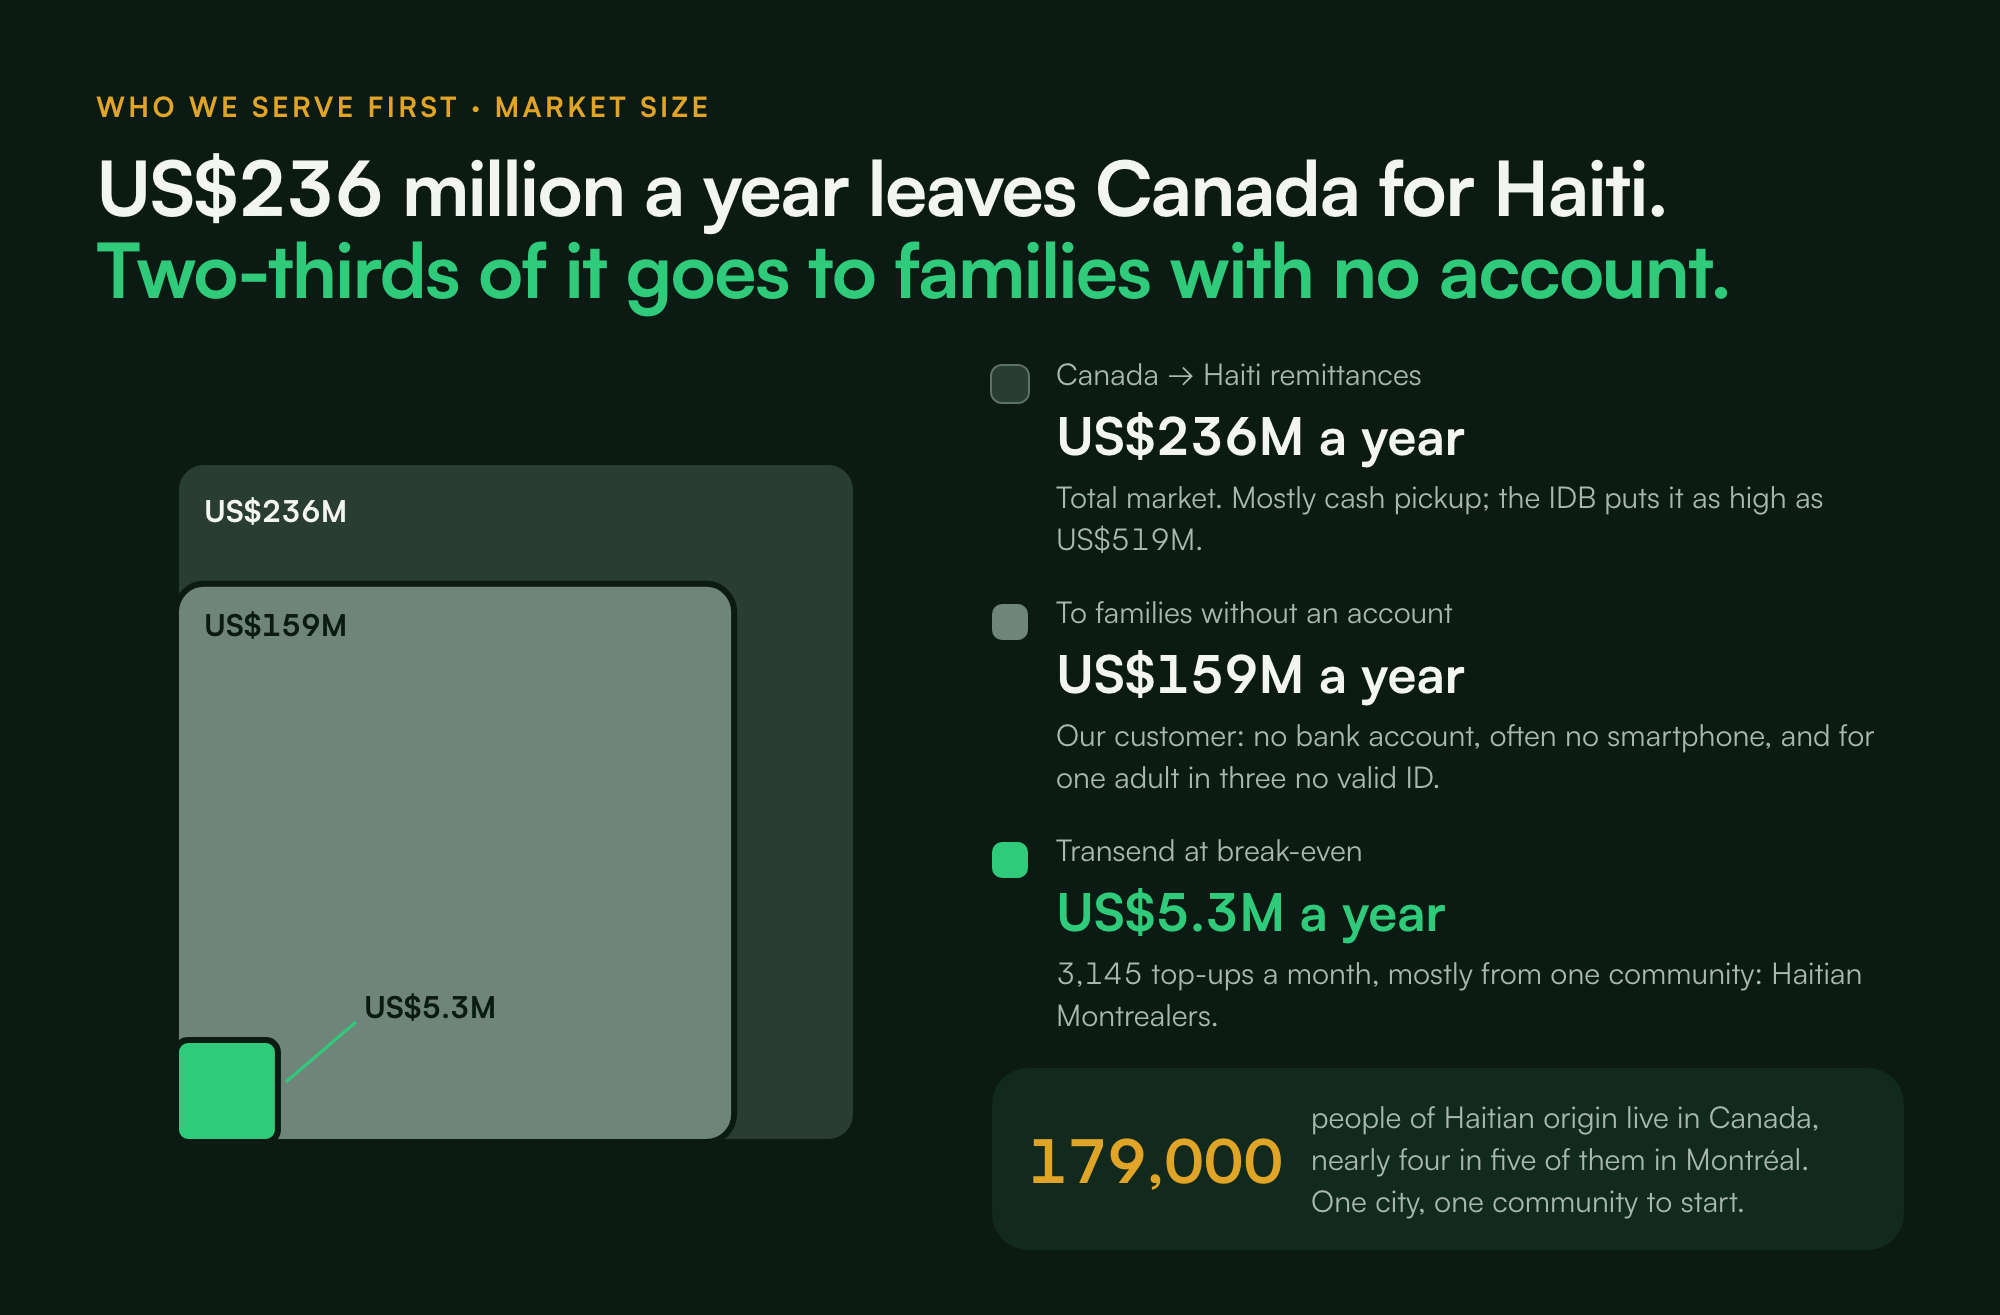 WHO WE SERVE FIRST · MARKET SIZE
US$236 million a year leaves Canada for Haiti.
Two-thirds of it goes to families with no account.
US$236M
US$159M
US$5.3M
Canada → Haiti remittances
US$236M a year
Total market. Mostly cash pickup; the IDB puts it as high as
US$519M.
To families without an account
US$159M a year
Our customer: no bank account, often no smartphone, and for
one adult in three no valid ID.
Transend at break-even
US$5.3M a year
3,145 top-ups a month, mostly from one community: Haitian
Montrealers.
179,000
people of Haitian origin live in Canada,
nearly four in five of them in Montréal.
One city, one community to start.